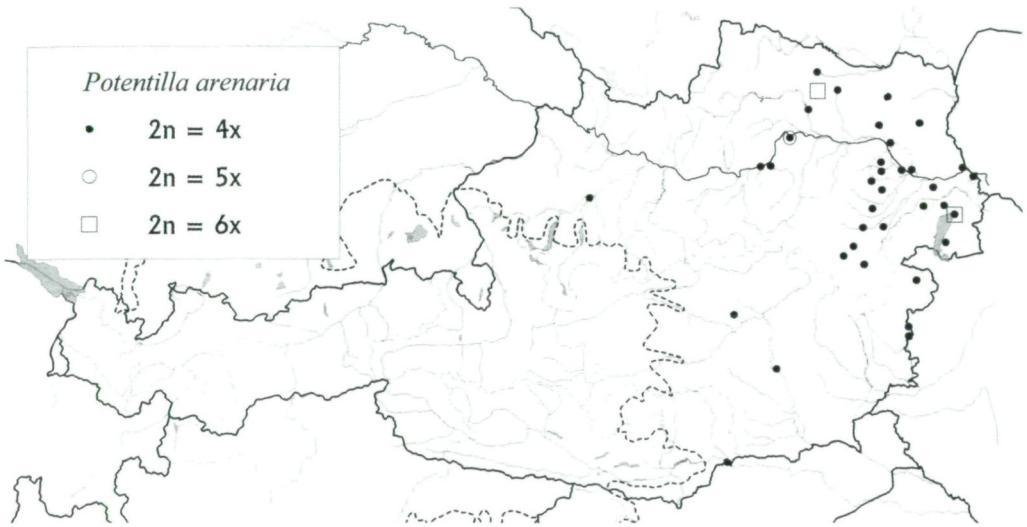 Potentilla arenaria
2n = 4x
2n = 5x
2n = 6x